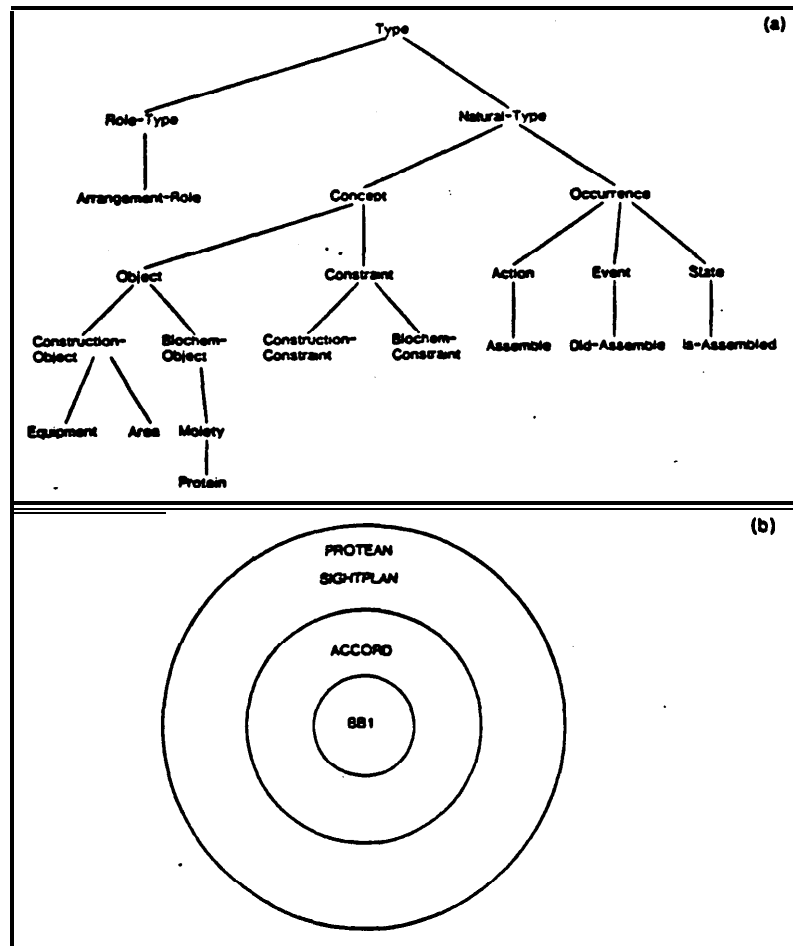 (a)
Type
Role-Type
Natural-Type
Arrangement-Role
Concept
Occurrence
Object
Constraint
Action
Event
State
Construction-
Object
Biochem-
Object
Construction-
Constraint
Biochem-
Constraint
Assemble
Did-Assemble
Is-Assembled
Equipment
Area
Moiety
Protein
(b)
PROTEAN
SIGHTPLAN
ACCORD
BB1